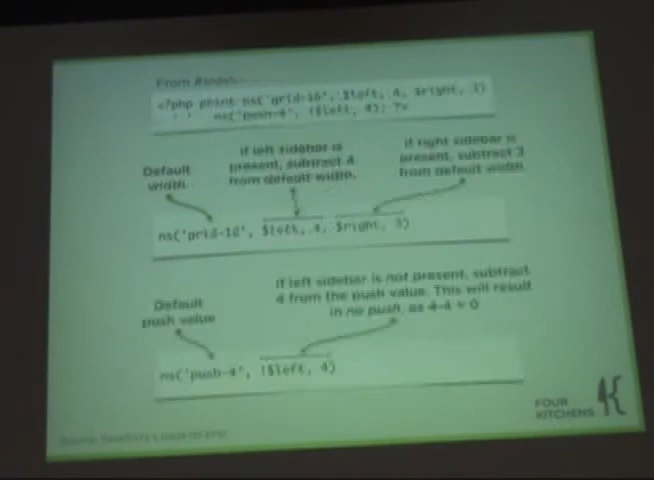 <?php print ns('grid-16', $left, 4, $right, 3)
ns('push-4', !$left, 4); ?>
Default
width
if left sidebar is
present, subtract 4
from default width.
if right sidebar is
present, subtract 3
from default width
ns('grid-16', $left, 4, $right, 3)
Default
push value
if left sidebar is not present, subtract
4 from the push value. This will result
in no push, as 4-4 = 0
ns('push-4', !$left, 4)
FOUR
KITCHENS